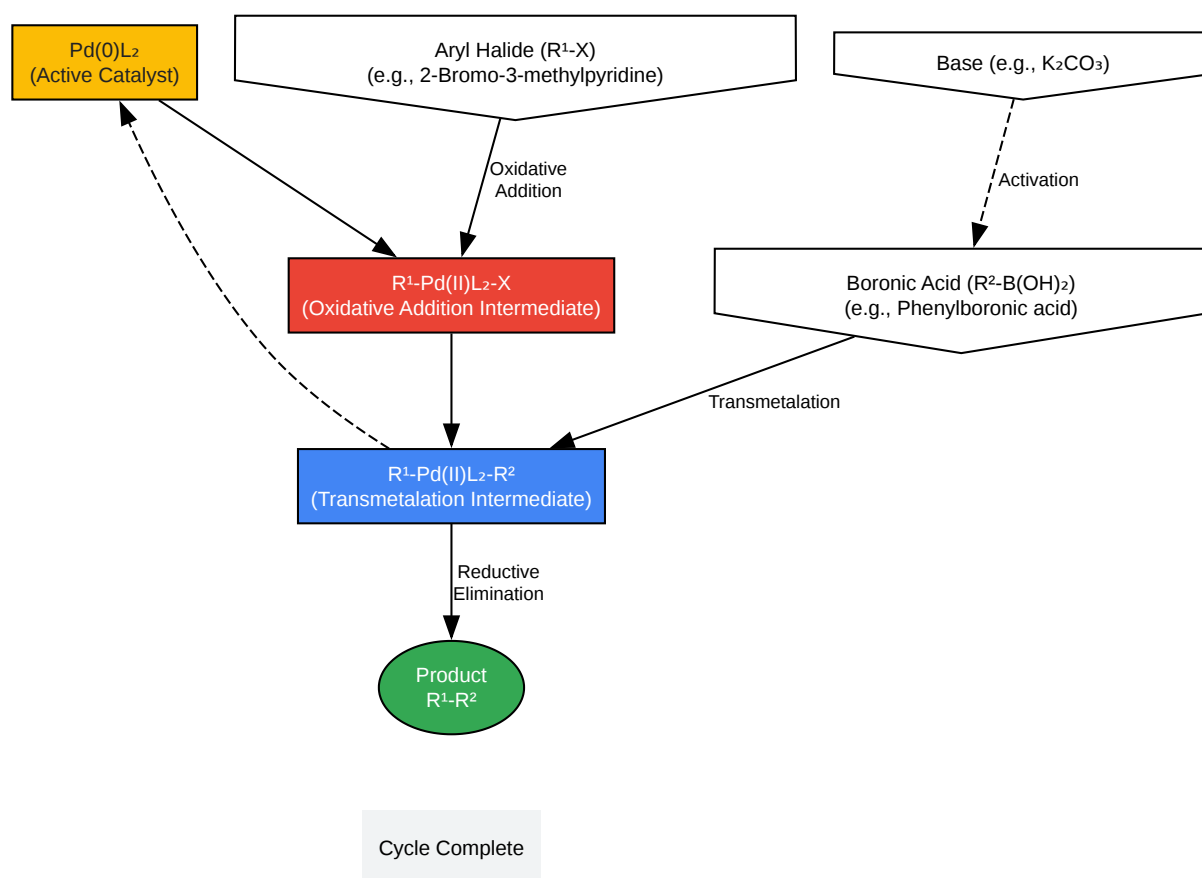 Pd(0)L₂
(Active Catalyst)
Aryl Halide (R¹-X)
(e.g., 2-Bromo-3-methylpyridine)
Base (e.g., K₂CO₃)
Oxidative
Addition
Activation
R¹-Pd(II)L₂-X
(Oxidative Addition Intermediate)
Boronic Acid (R²-B(OH)₂)
(e.g., Phenylboronic acid)
Transmetalation
R¹-Pd(II)L₂-R²
(Transmetalation Intermediate)
Reductive
Elimination
Product
R¹-R²
Cycle Complete